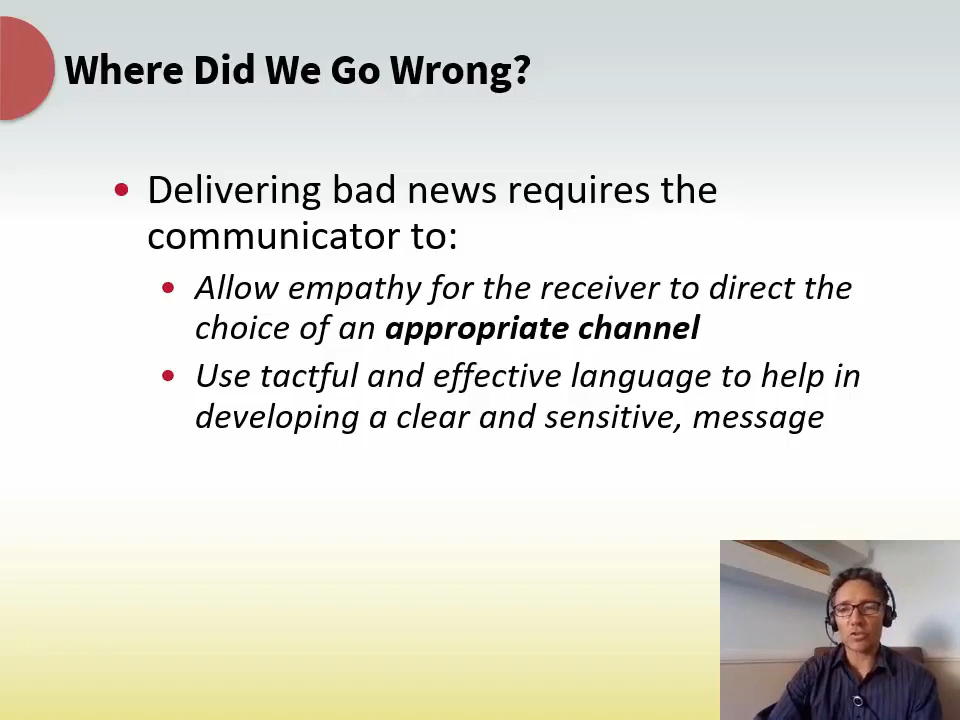 Where Did We Go Wrong?
Delivering bad news requires the
communicator to:
Allow empathy for the receiver to direct the
choice of an appropriate channel
Use tactful and effective language to help in
developing a clear and sensitive, message